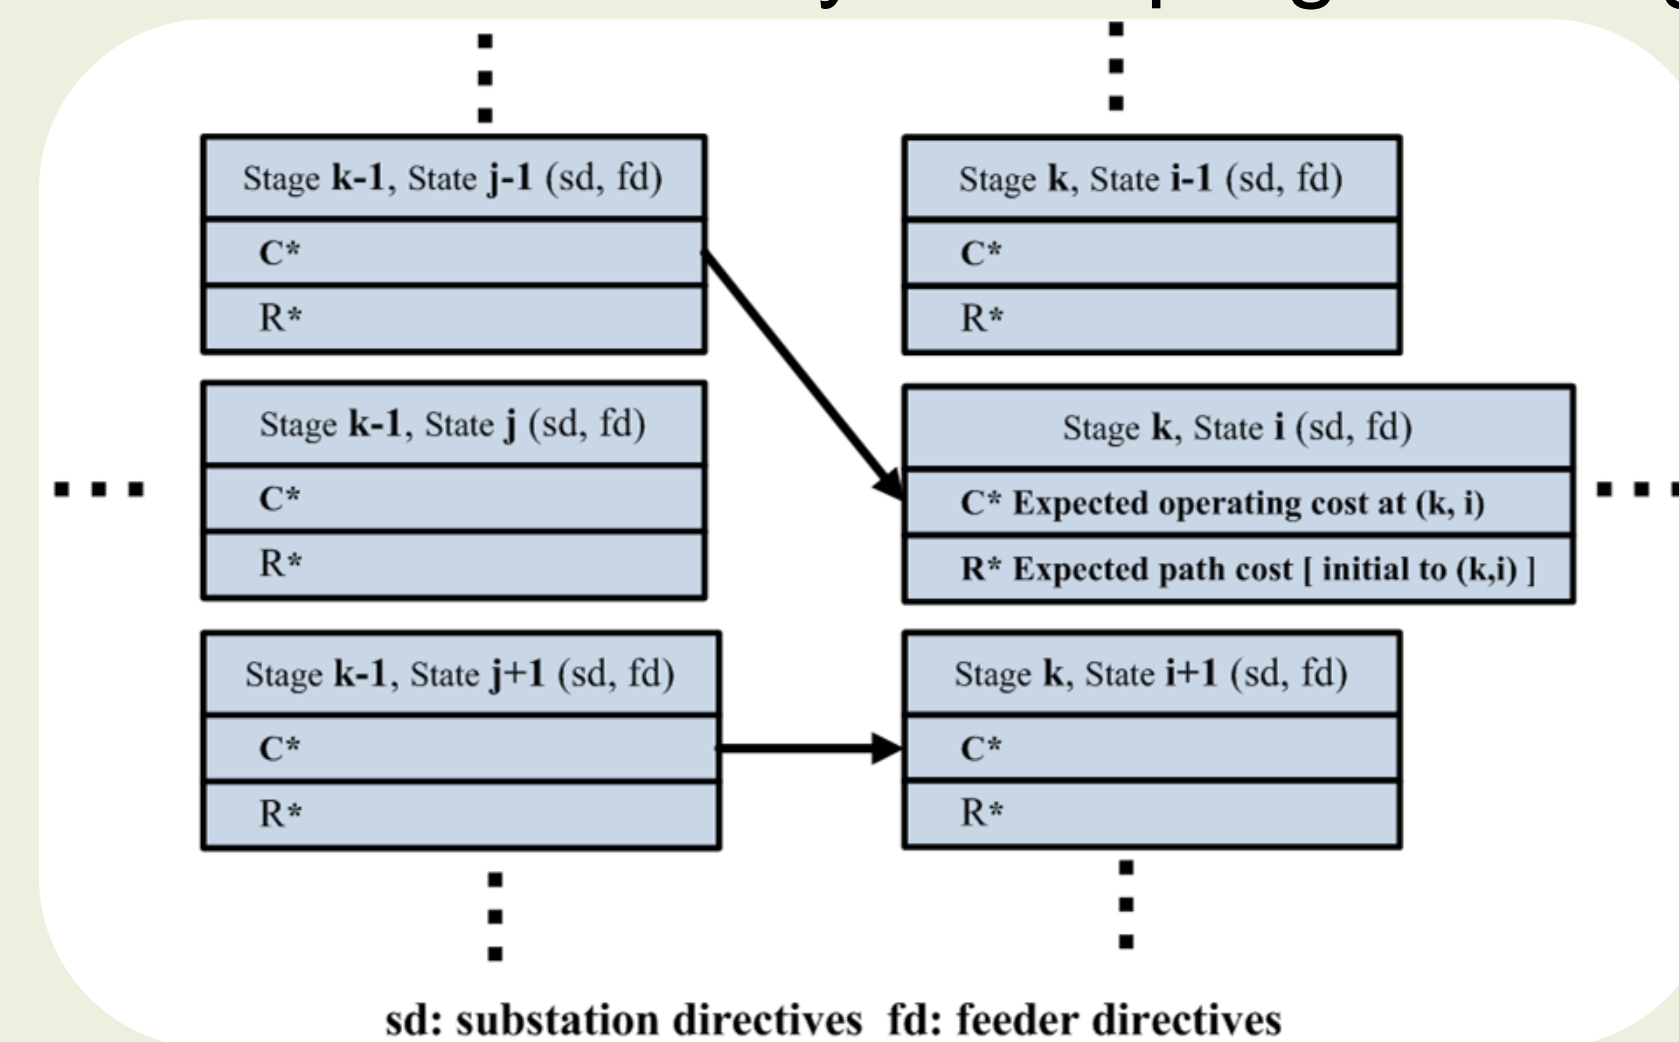 Stage k-1, State j-1 (sd, fd)
C*
R*
Stage k, State i-1 (sd, fd)
C*
R*
Stage k-1, State j (sd, fd)
C*
R*
Stage k, State i (sd, fd)
C* Expected operating cost at (k, i)
R* Expected path cost [ initial to (k,i) ]
Stage k-1, State j+1 (sd, fd)
C*
R*
Stage k, State i+1 (sd, fd)
C*
R*
sd: substation directives fd: feeder directives